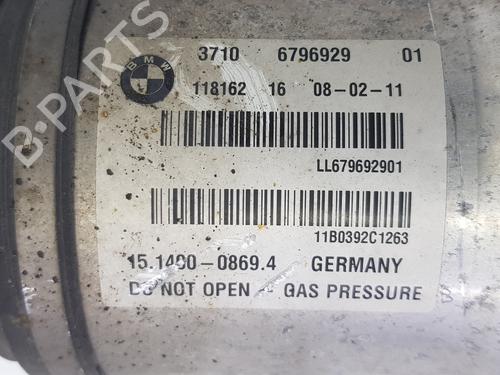 BMW
3710 6796929 01
118162 16 08-02-11
LL679692901
11B0392C1263
15.1400-0869.4 GERMANY
DO NOT OPEN - GAS PRESSURE
B-PARTS